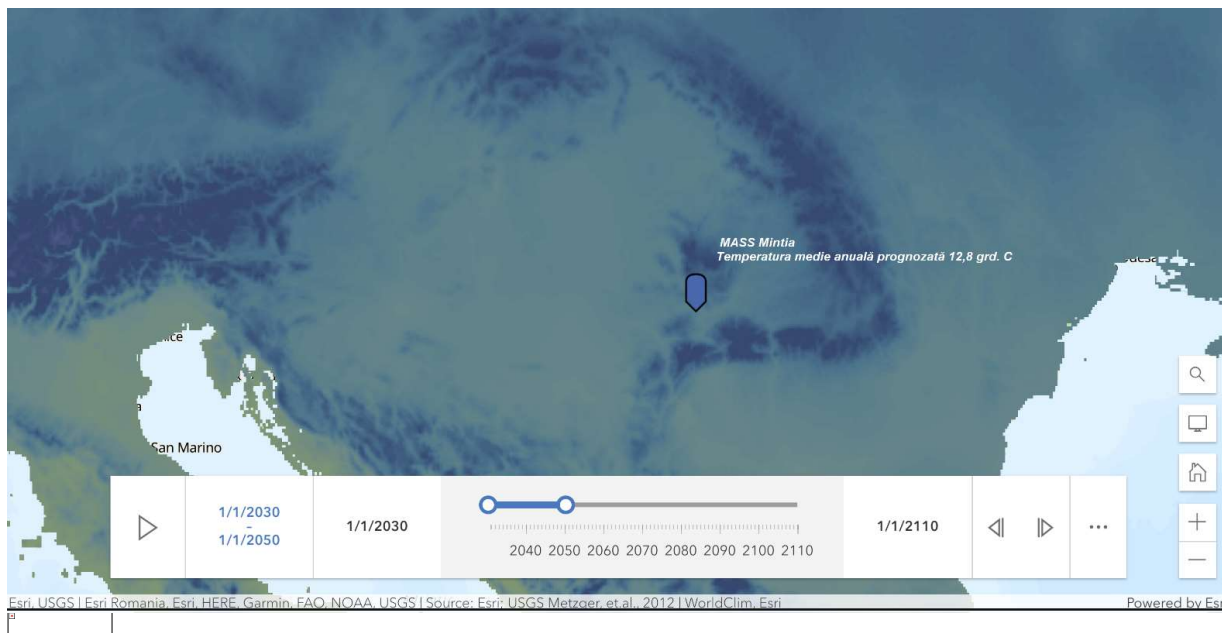 MASS Mintia
Temperatura medie anuală prognozată 12,8 grd. C
ice
San Marino
1/1/2030
-
1/1/2050
1/1/2030
2040 2050 2060 2070 2080 2090 2100 2110
1/1/2110
Esri, USGS | Esri Romania, Esri, HERE, Garmin, FAO, NOAA, USGS | Source: Esri; USGS Metzger, et.al., 2012 | WorldClim, Esri
Powered by Esr